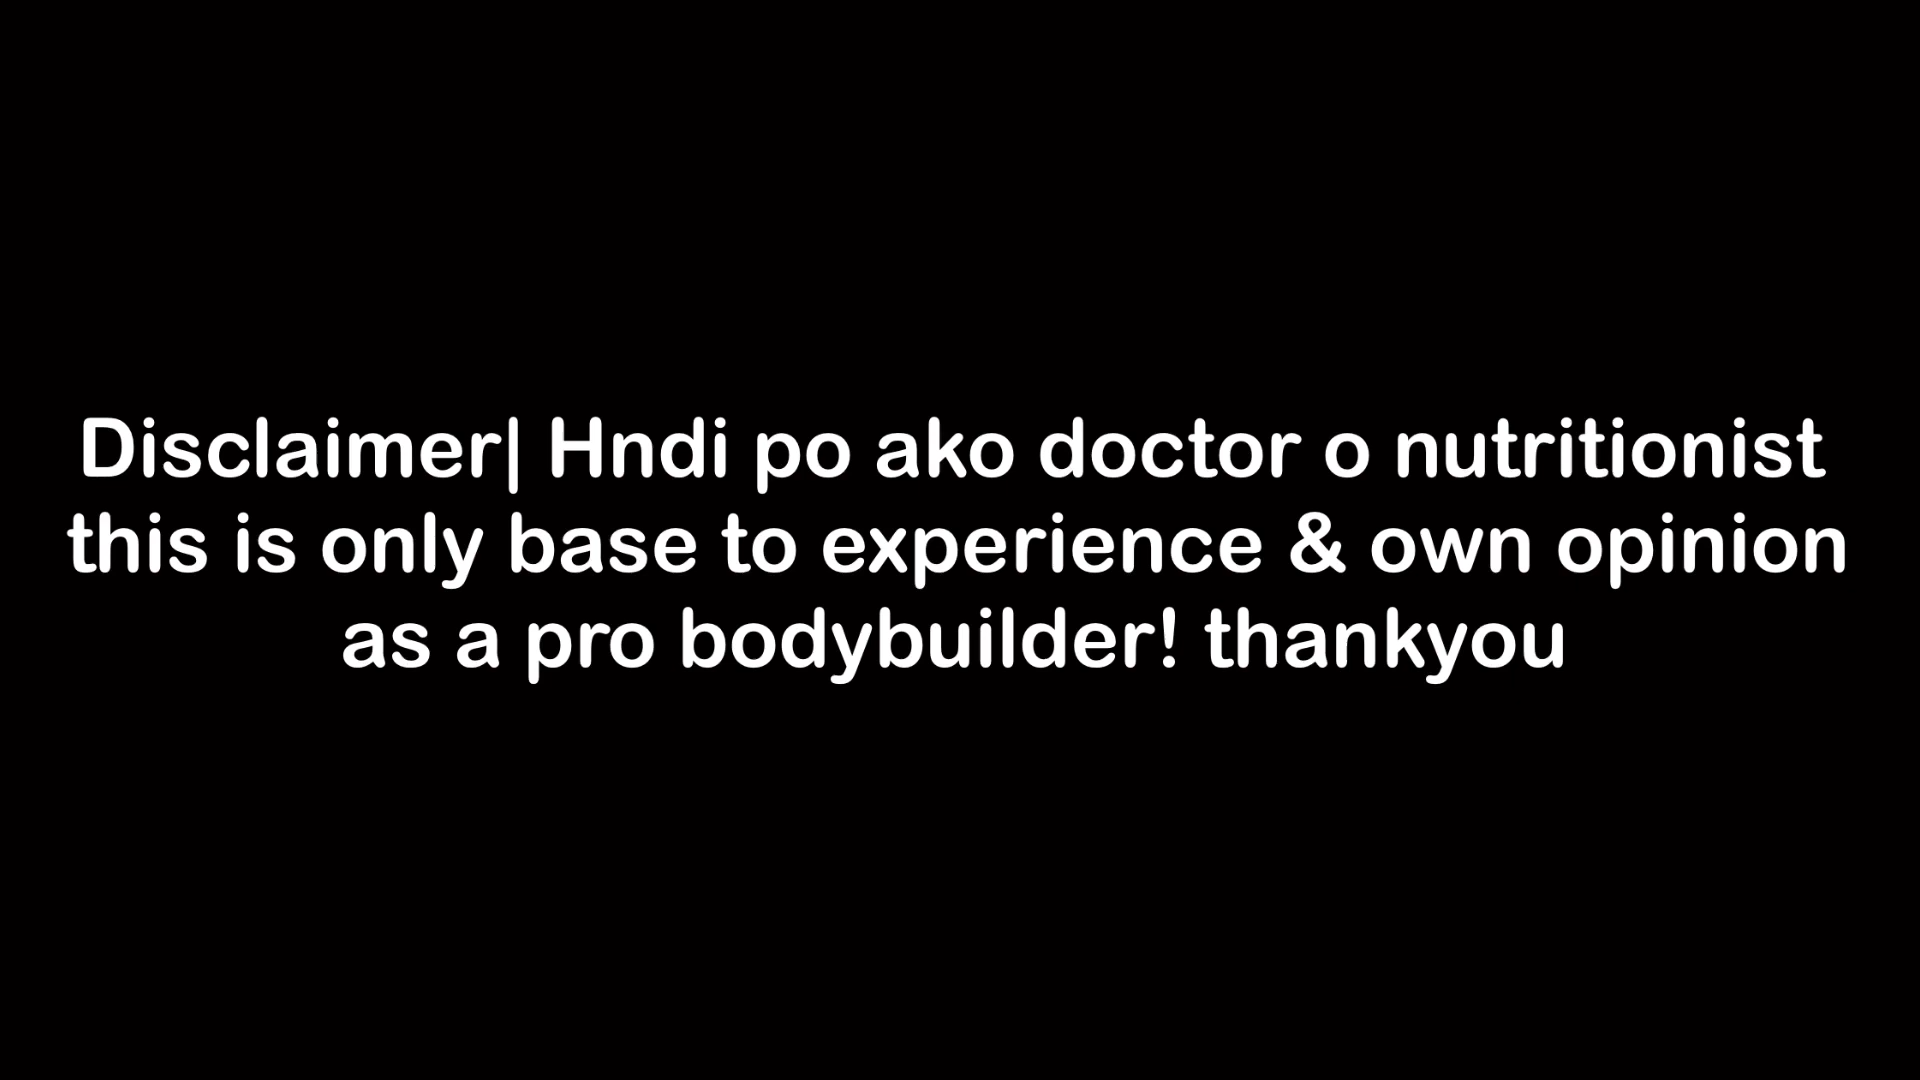 Disclaimer| Hndi po ako doctor o nutritionist
this is only base to experience & own opinion
as a pro bodybuilder! thankyou